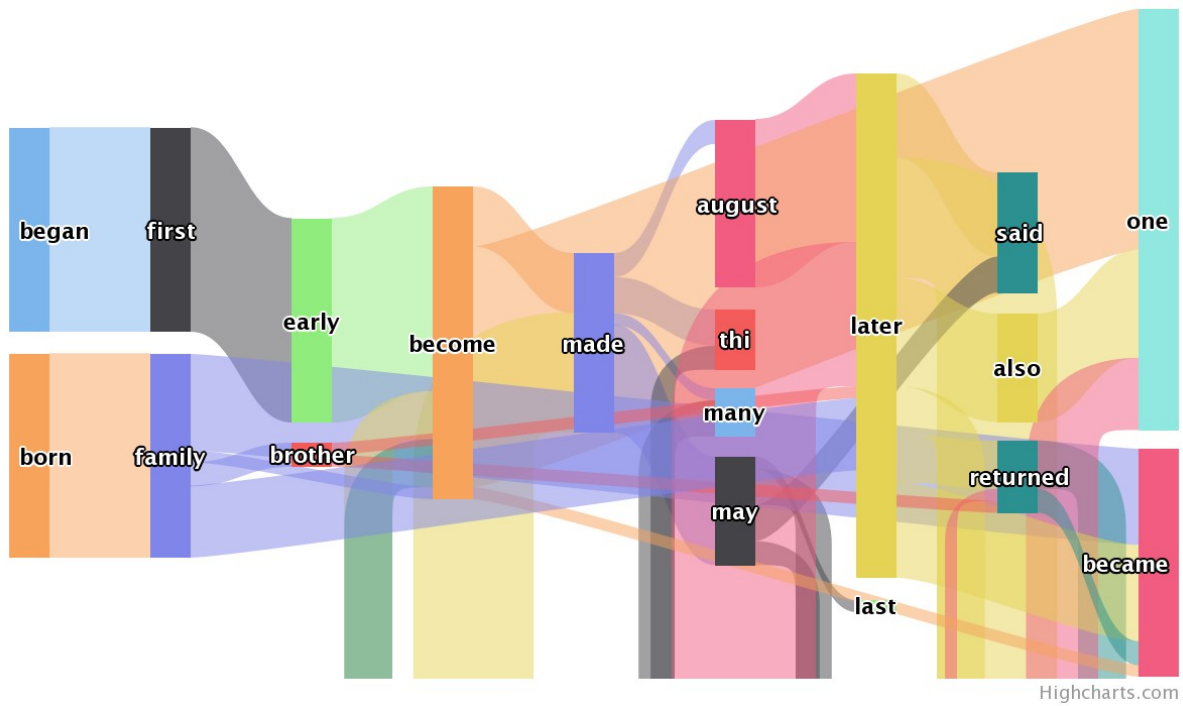 began
first
early
become
made
august
thi
many
may
later
last
said
also
returned
one
became
born
family
brother
Highcharts.com